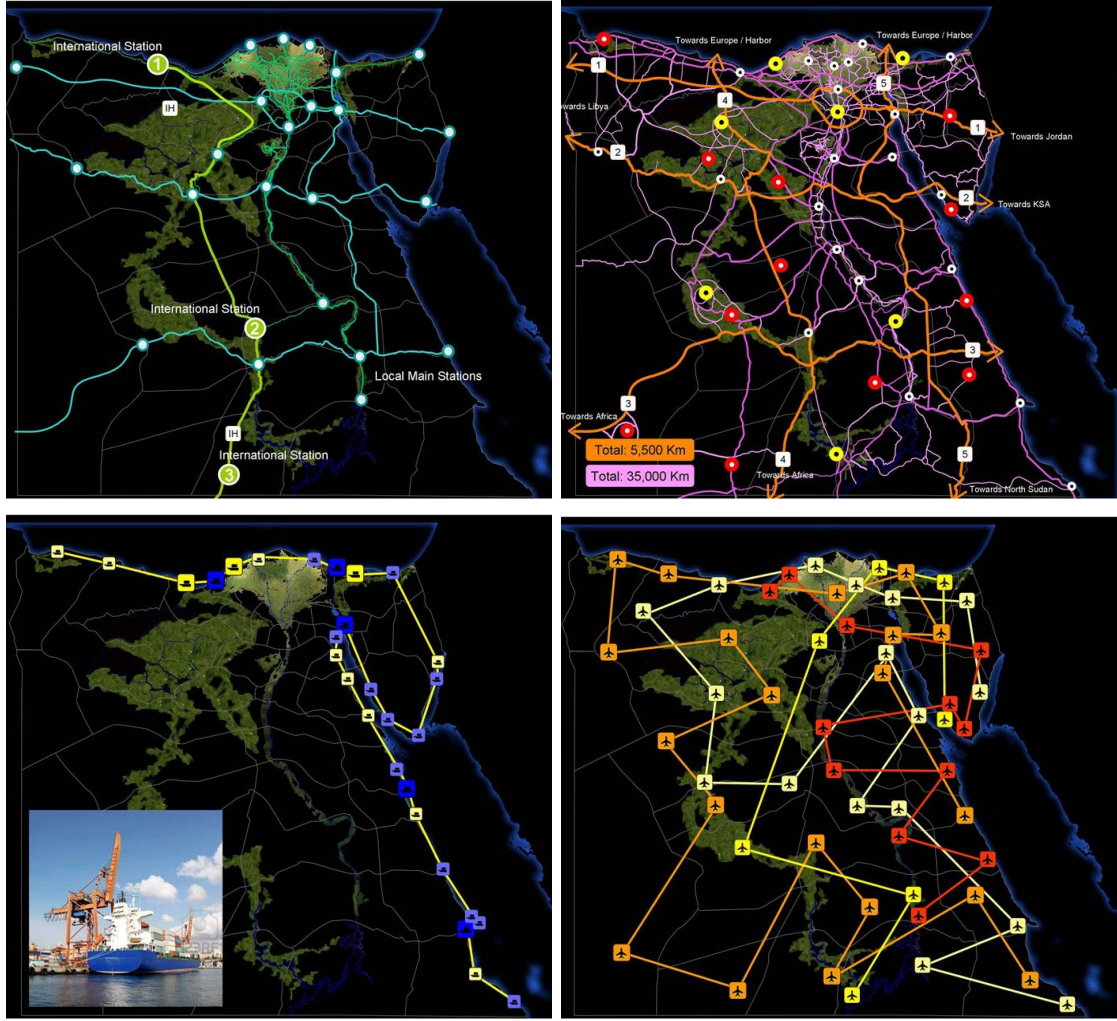 International Station
1
IH
International Station
2
Local Main Stations
IH
International Station
3
Towards Europe / Harbor
Towards Europe / Harbor
1
5
4
Towards Libya
1
Towards Jordan
2
2
Towards KSA
3
3
Towards Africa
Total: 5,500 Km
4
5
Total: 35,000 Km
Towards Africa
Towards North Sudan